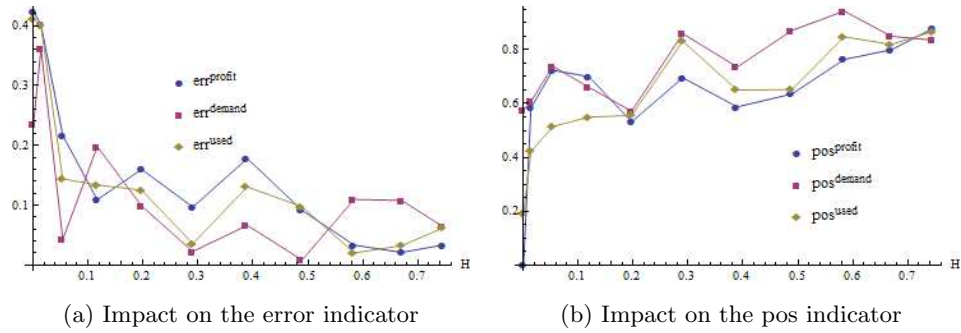 0.4
0.3
0.2
0.1
err^profit
err^demand
err^used
0.1 0.2 0.3 0.4 0.5 0.6 0.7 H
0.8
0.6
0.4
0.2
pos^profit
pos^demand
pos^used
0.1 0.2 0.3 0.4 0.5 0.6 0.7 H
(a) Impact on the error indicator
(b) Impact on the pos indicator